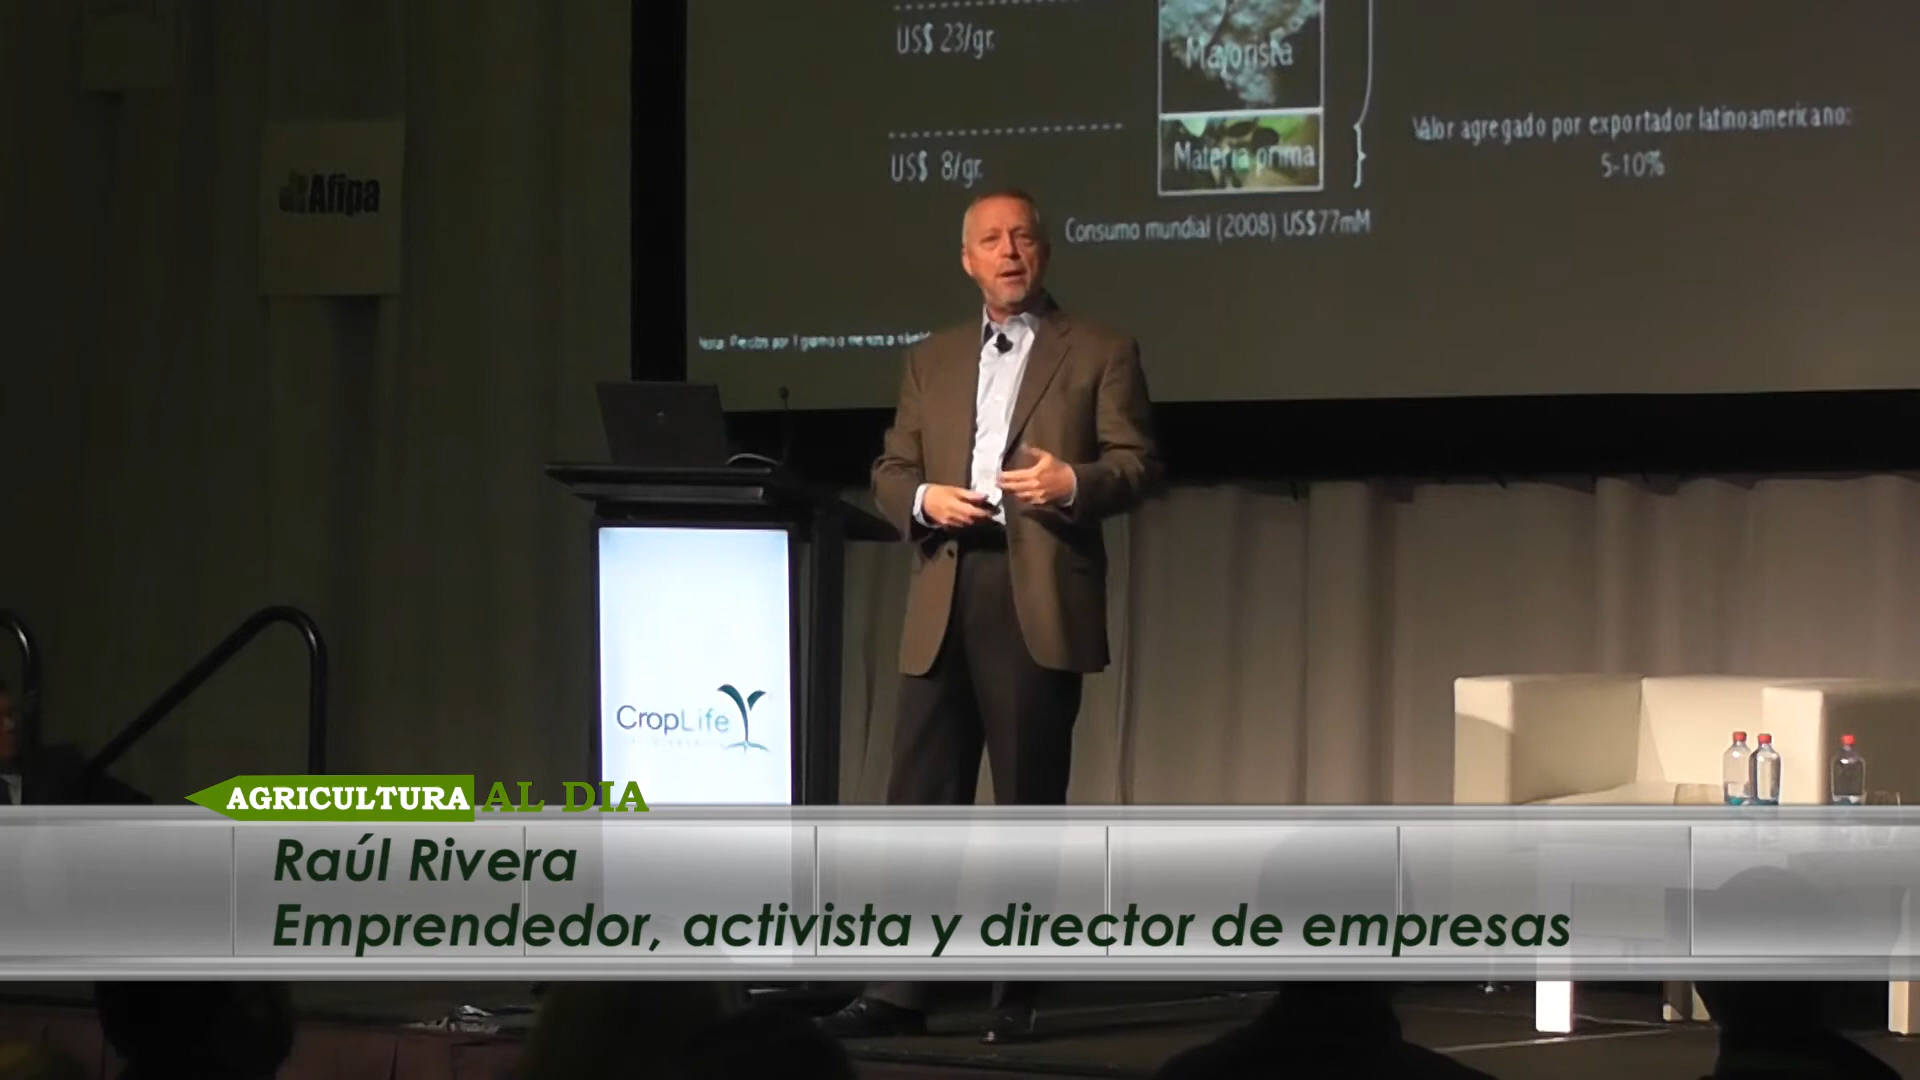 US$ 23/gr.
Mayorista
US$ 8/gr.
Materia prima
Valor agregado por exportador latinoamericano:
5-10%
Consumo mundial (2008) US$77mM
Afipa
CropLife
AGRICULTURA AL DIA
Raúl Rivera
Emprendedor, activista y director de empresas